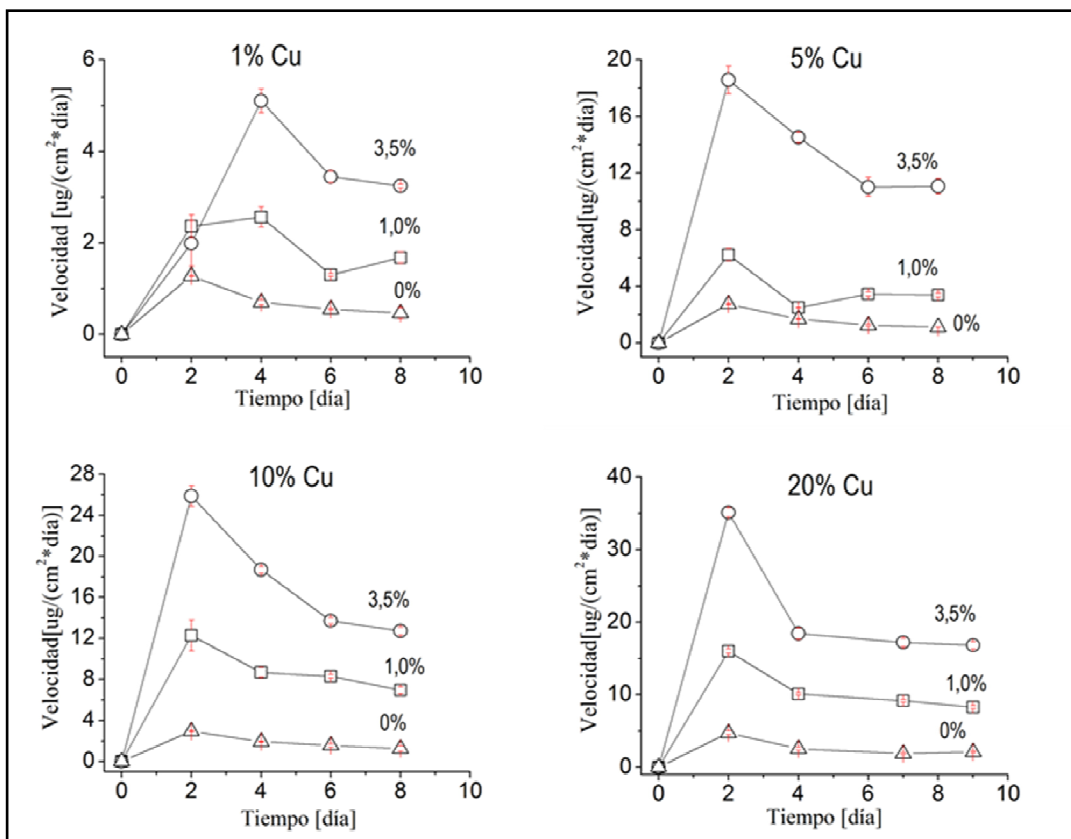 1% Cu
Velocidad [ug/(cm²*día)]
6
4
2
0
3,5%
1,0%
0%
0 2 4 6 8 10
Tiempo [día]
5% Cu
Velocidad[ug/(cm²*día)]
20
16
12
8
4
0
3,5%
1,0%
0%
0 2 4 6 8 10
Tiempo [día]
10% Cu
Velocidad[ug/(cm²*día)]
28
24
20
16
12
8
4
0
3,5%
1,0%
0%
0 2 4 6 8 10
Tiempo [día]
20% Cu
Velocidad[ug/(cm²*día)]
40
30
20
10
0
3,5%
1,0%
0%
0 2 4 6 8 10
Tiempo [día]